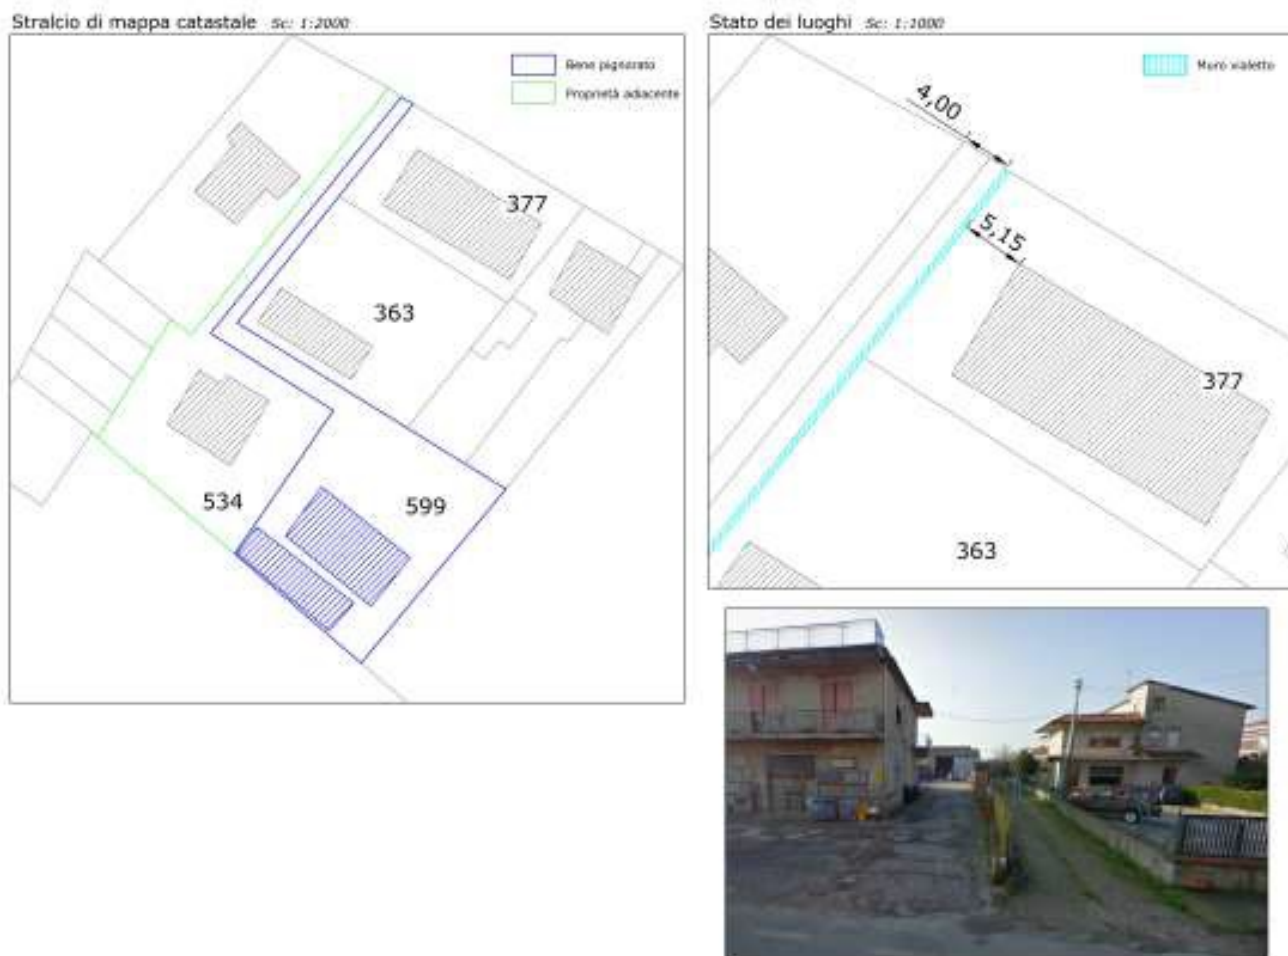 Stralcio di mappa catastale Sc: 1:2000
Bene pignorato
Proprietà adiacente
377
363
534
599
Stato dei luoghi Sc: 1:1000
Muro vialetto
4,00
5,15
377
363